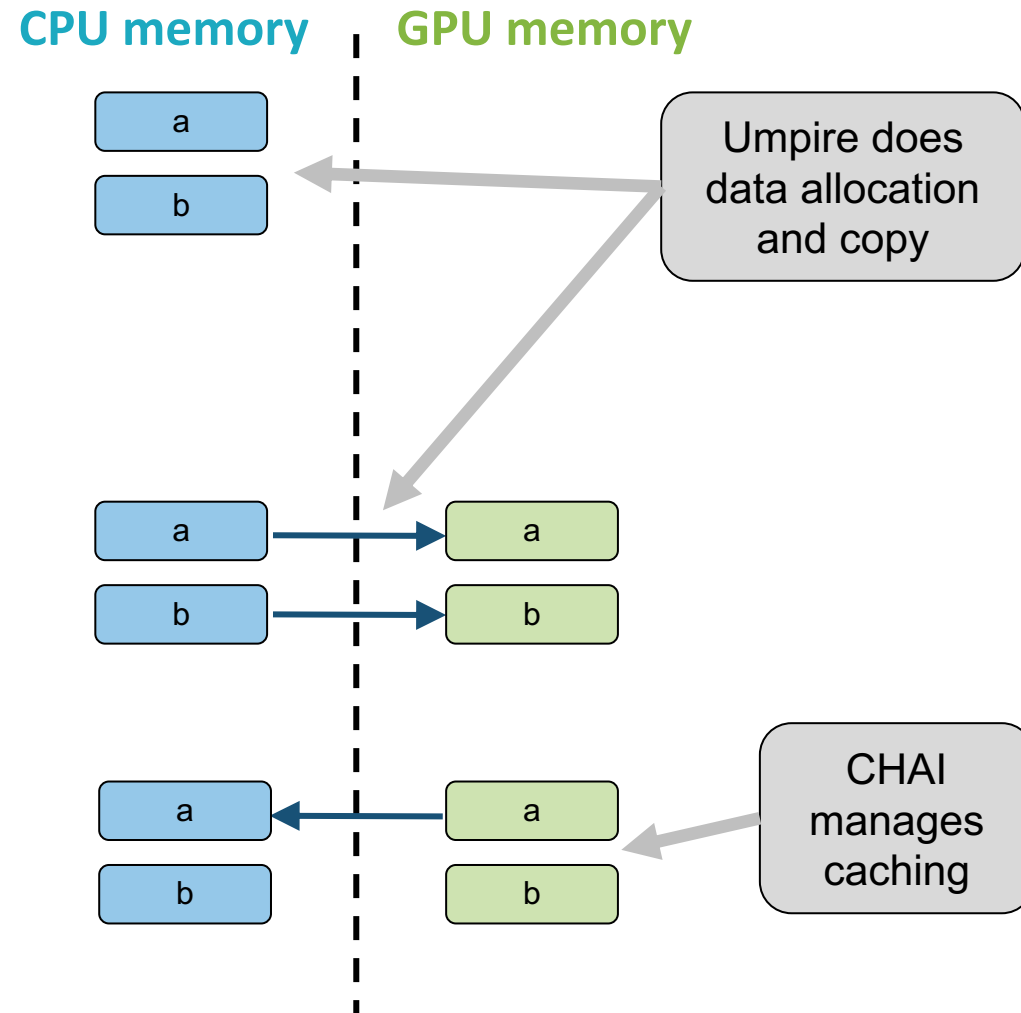 CPU memory
GPU memory
a
b
Umpire does
data allocation
and copy
a
a
b
b
a
a
b
b
CHAI
manages
caching